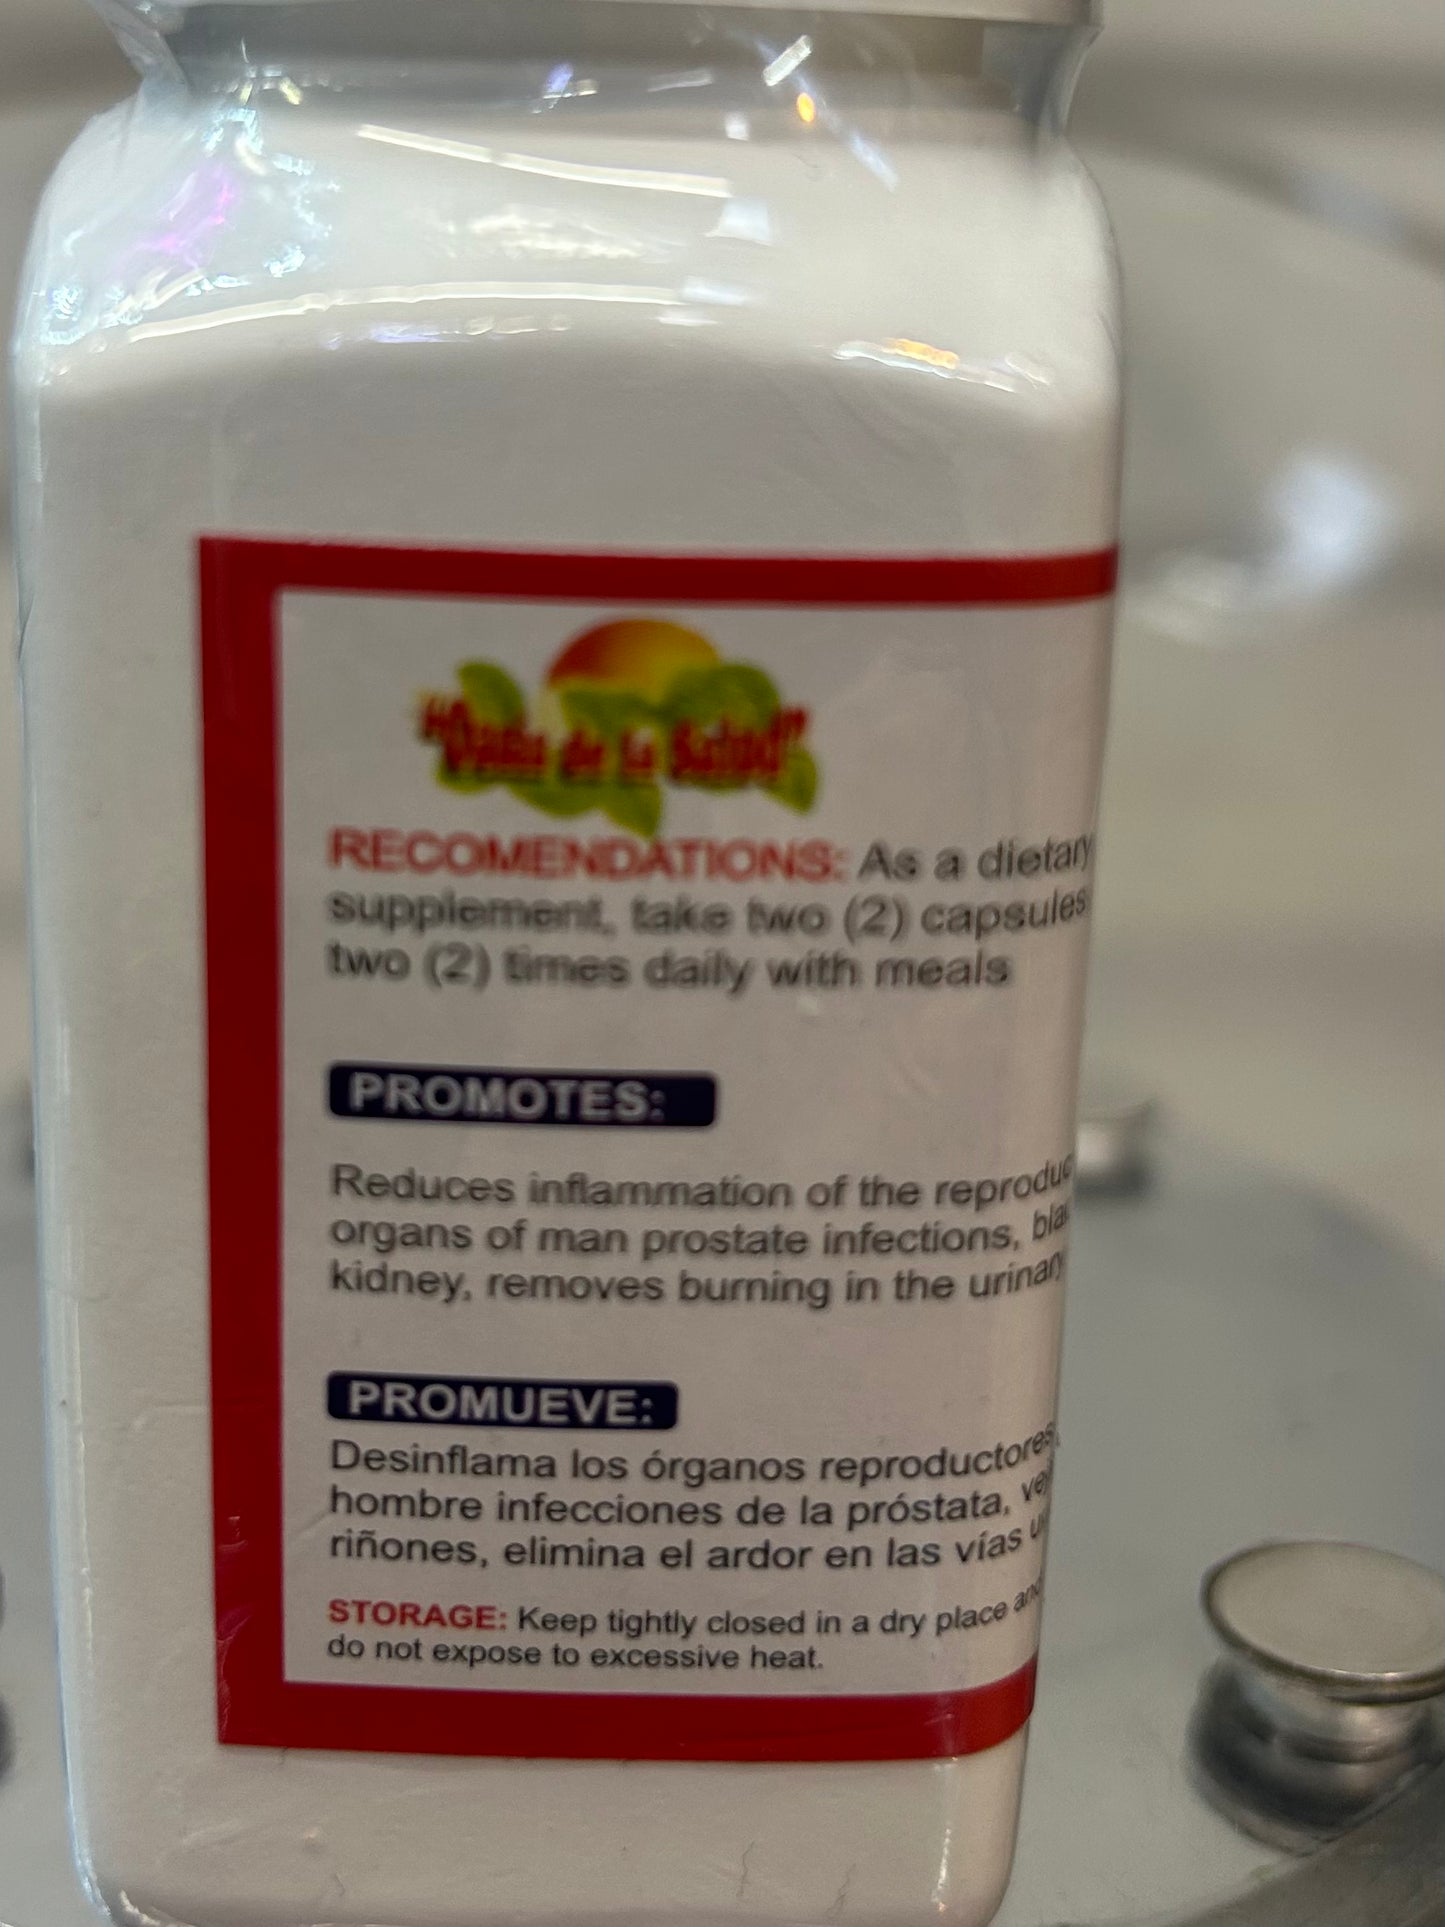 de la Salud"
RECOMENDATIONS: As a dietary
supplement, take two (2) capsules
two (2) times daily with meals
PROMOTES:
Reduces inflammation of the
organs of man prostate infections,
kidney, removes burning in the urinary
PROMUEVE:
Desinflama los órganos reproductores
hombre infecciones de la próstata,
riñones, elimina el ardor en las vías
STORAGE: Keep tightly closed in a dry place and
do not expose to excessive heat.